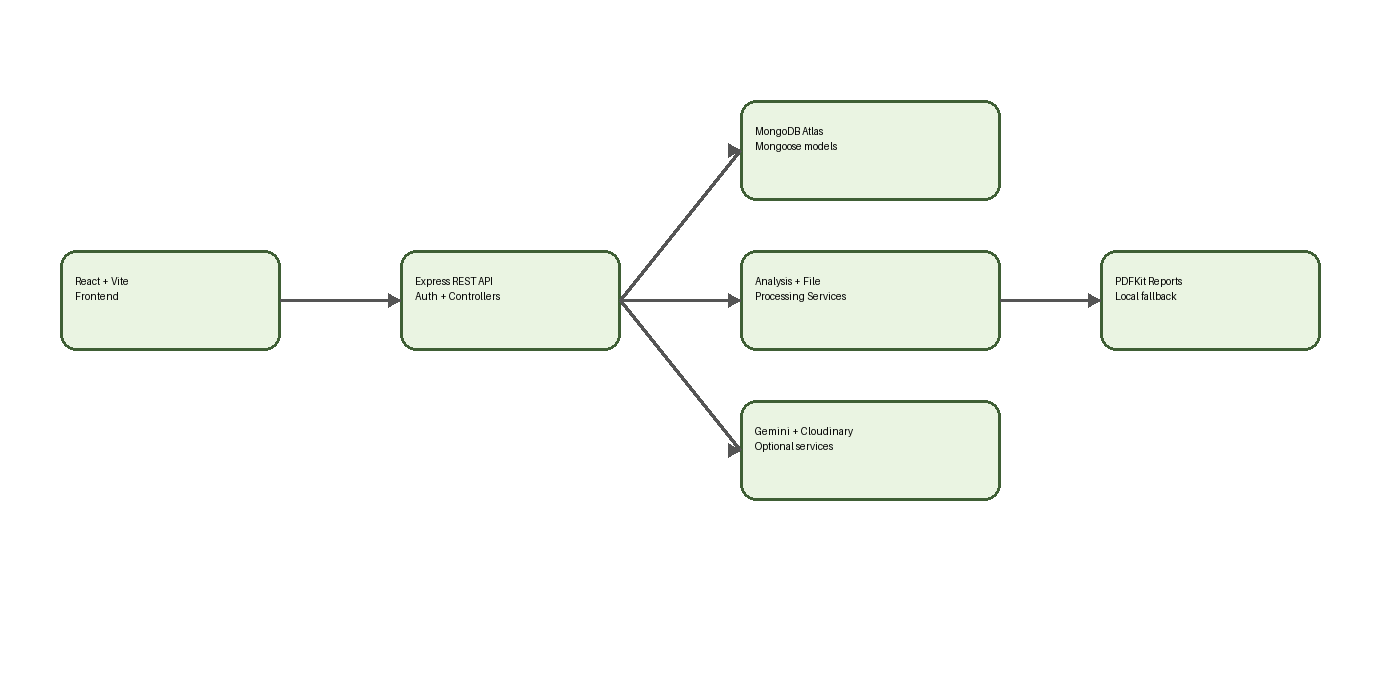 React + Vite
Frontend
Express REST API
Auth + Controllers
MongoDB Atlas
Mongoose models
Analysis + File
Processing Services
Gemini + Cloudinary
Optional services
PDFKit Reports
Local fallback